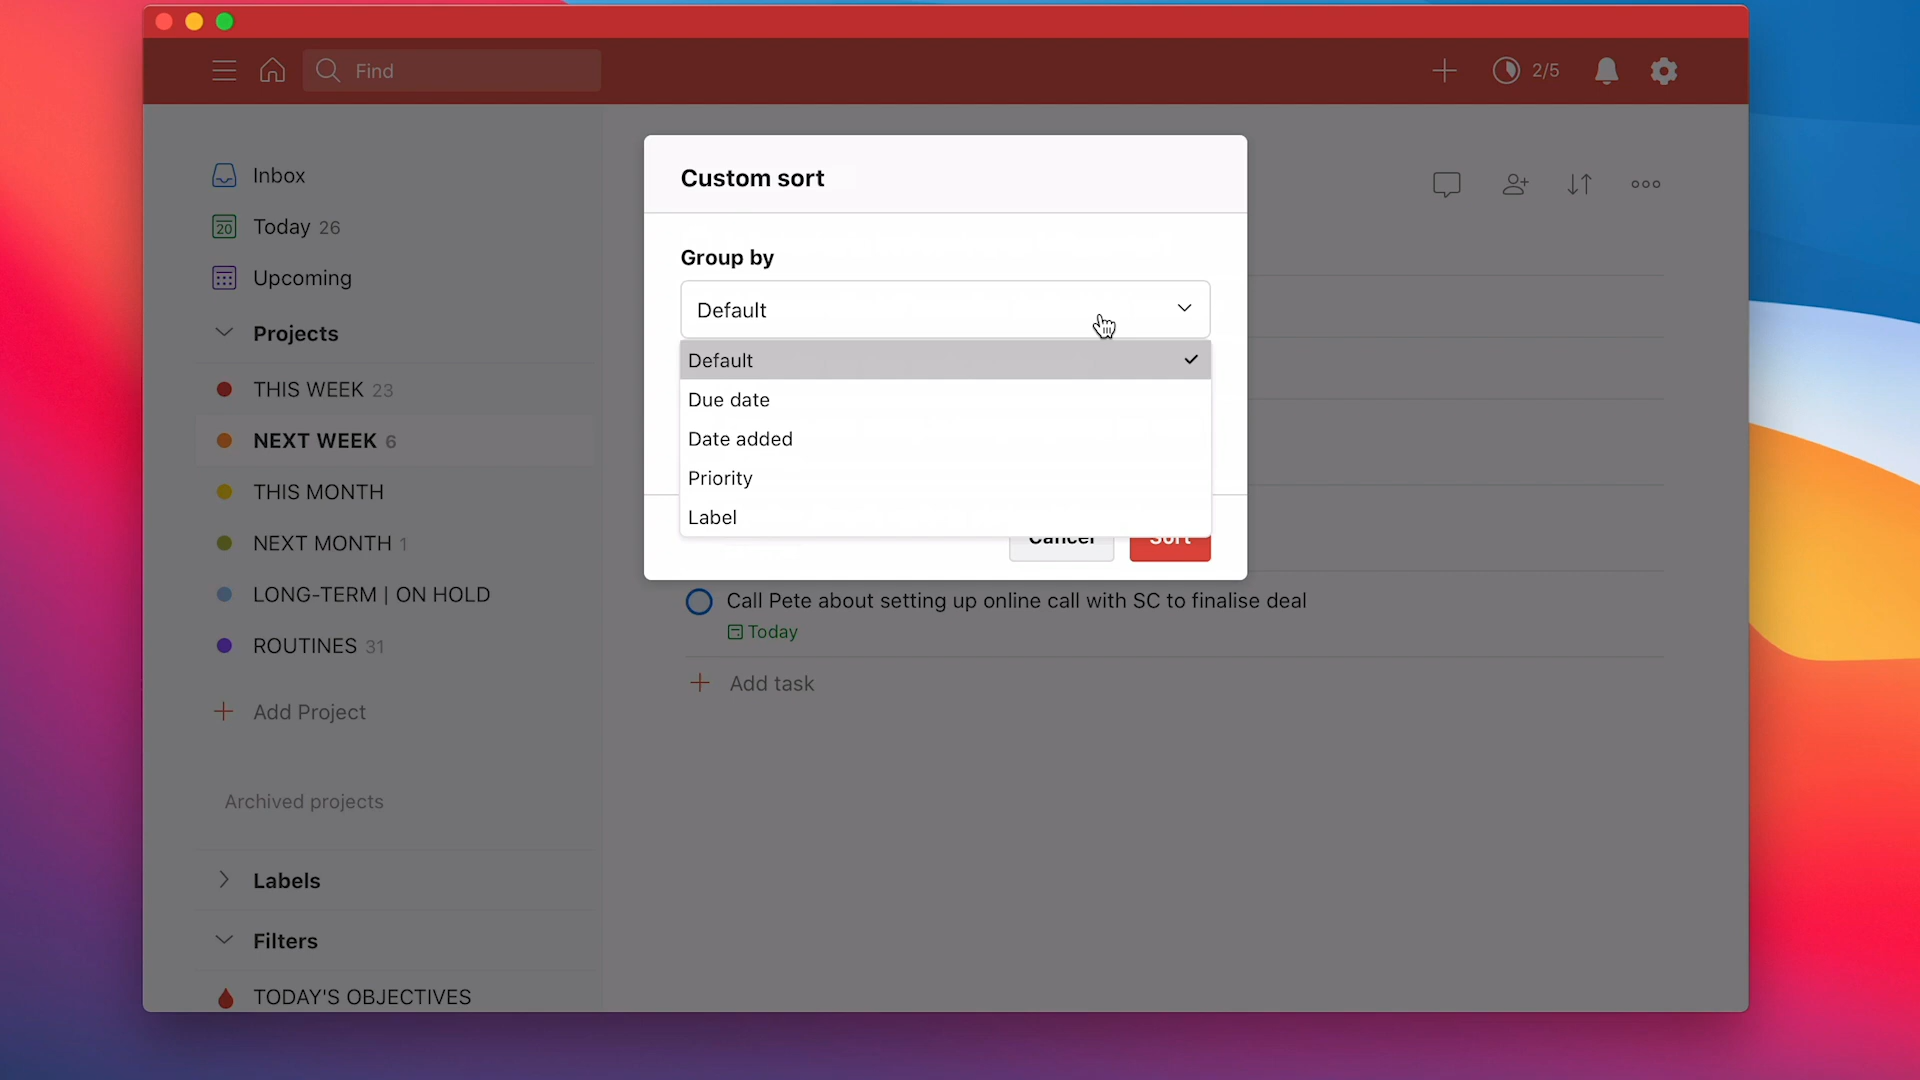 Find
2/5
Inbox
20
Today 26
Upcoming
Projects
THIS WEEK 23
NEXT WEEK 6
THIS MONTH
NEXT MONTH 1
LONG-TERM | ON HOLD
ROUTINES 31
Add Project
Archived projects
Labels
Filters
TODAY'S OBJECTIVES
Custom sort
Group by
Default
Default
Due date
Date added
Priority
Label
Cancel
Sort
Call Pete about setting up online call with SC to finalise deal
Today
Add task